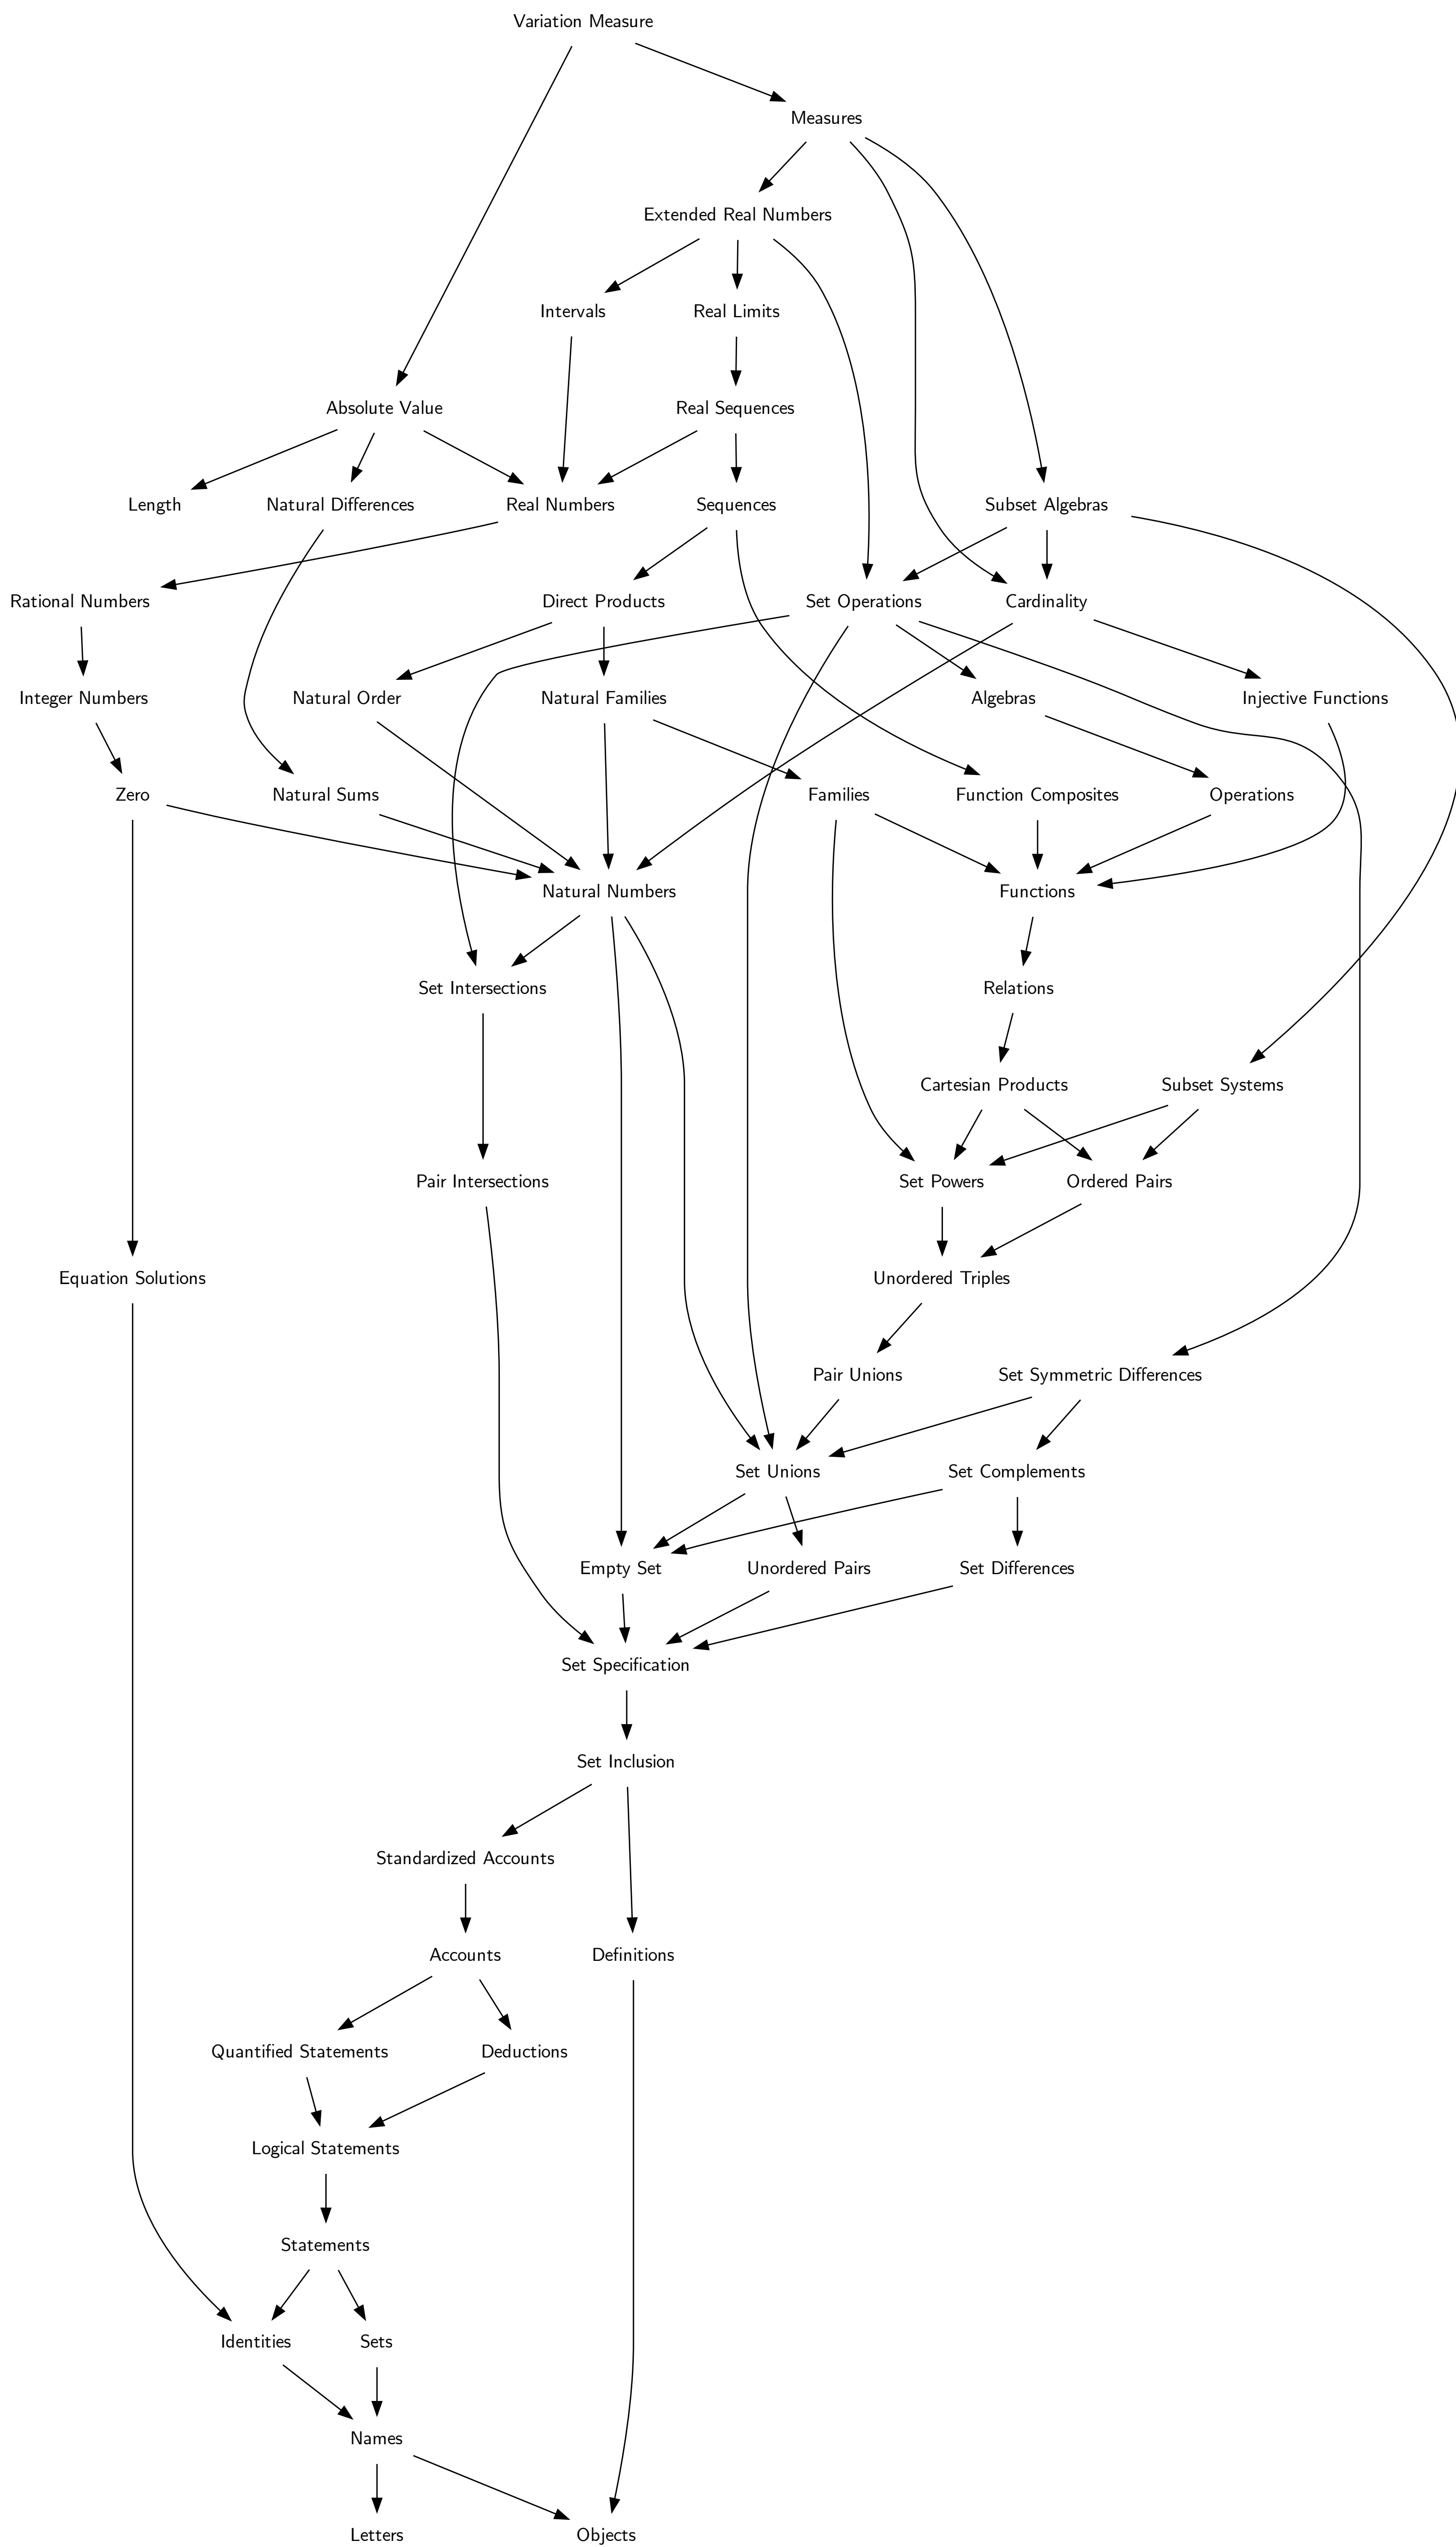 Variation Measure
Measures
Extended Real Numbers
Intervals
Real Limits
Absolute Value
Real Sequences
Length
Natural Differences
Real Numbers
Sequences
Subset Algebras
Rational Numbers
Direct Products
Set Operations
Cardinality
Integer Numbers
Natural Order
Natural Families
Algebras
Injective Functions
Zero
Natural Sums
Families
Function Composites
Operations
Natural Numbers
Functions
Set Intersections
Relations
Cartesian Products
Subset Systems
Pair Intersections
Set Powers
Ordered Pairs
Equation Solutions
Unordered Triples
Pair Unions
Set Symmetric Differences
Set Unions
Set Complements
Empty Set
Unordered Pairs
Set Differences
Set Specification
Set Inclusion
Standardized Accounts
Accounts
Definitions
Quantified Statements
Deductions
Logical Statements
Statements
Identities
Sets
Names
Letters
Objects